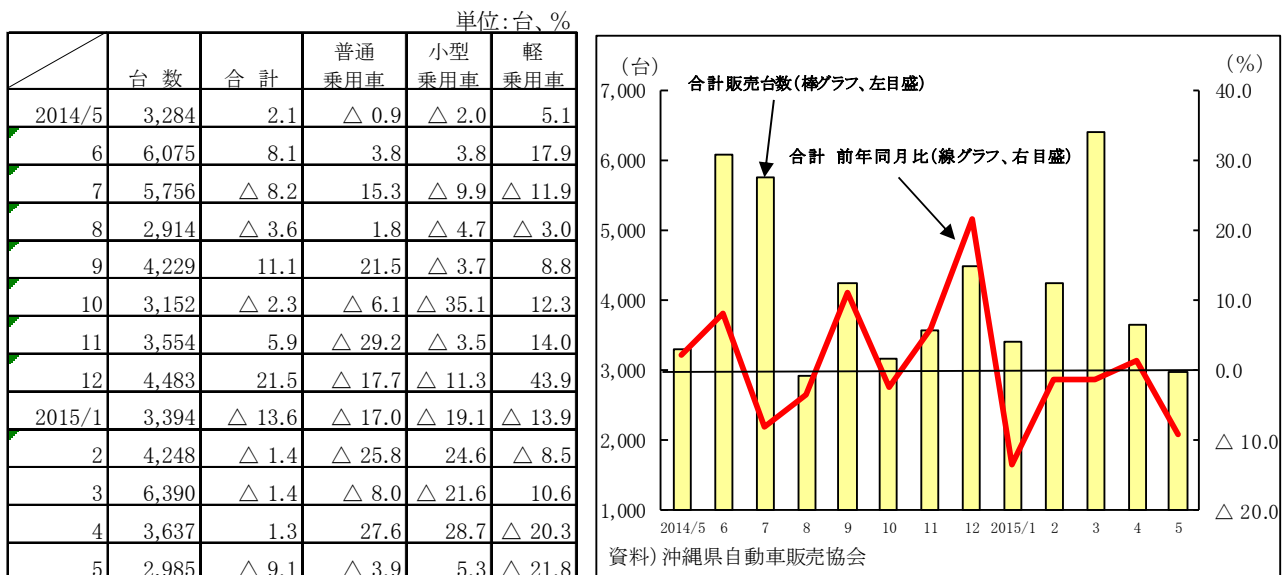 単位：台、％
台 数 合 計 普通乗用車 小型乗用車 軽乗用車
2014/5 3,284 2.1 △ 0.9 △ 2.0 5.1
6 6,075 8.1 3.8 3.8 17.9
7 5,756 △ 8.2 15.3 △ 9.9 △ 11.9
8 2,914 △ 3.6 1.8 △ 4.7 △ 3.0
9 4,229 11.1 21.5 △ 3.7 8.8
10 3,152 △ 2.3 △ 6.1 △ 35.1 12.3
11 3,554 5.9 △ 29.2 △ 3.5 14.0
12 4,483 21.5 △ 17.7 △ 11.3 43.9
2015/1 3,394 △ 13.6 △ 17.0 △ 19.1 △ 13.9
2 4,248 △ 1.4 △ 25.8 24.6 △ 8.5
3 6,390 △ 1.4 △ 8.0 △ 21.6 10.6
4 3,637 1.3 27.6 28.7 △ 20.3
5 2,985 △ 9.1 △ 3.9 5.3 △ 21.8
（台） （％）
合計販売台数（棒グラフ、左目盛）
合計 前年同月比（線グラフ、右目盛）
7,000 40.0
6,000 30.0
5,000 20.0
4,000 10.0
3,000 0.0
2,000 △ 10.0
1,000 △ 20.0
2014/5 6 7 8 9 10 11 12 2015/1 2 3 4 5
資料）沖縄県自動車販売協会